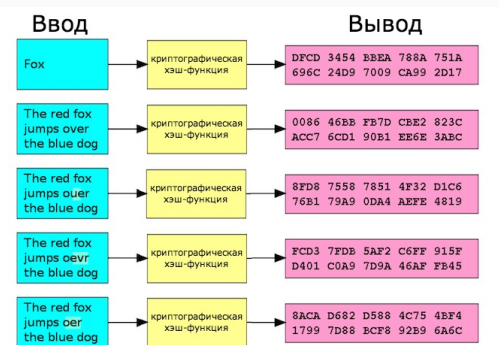 Ввод
Вывод
Fox
криптографическая
хэш-функция
DFCD 3454 BBEA 788A 751A
696C 24D9 7009 CA99 2D17
The red fox
jumps over
the blue dog
криптографическая
хэш-функция
0086 46BB FB7D CBE2 823C
ACC7 6CD1 90B1 EE6E 3ABC
The red fox
jumps ouer
the blue dog
криптографическая
хэш-функция
8FD8 7558 7851 4F32 D1C6
76B1 79A9 0DA4 AEFE 4819
The red fox
jumps oevr
the blue dog
криптографическая
хэш-функция
FCD3 7FDB 5AF2 C6FF 915F
D401 C0A9 7D9A 46AF FB45
The red fox
jumps oer
the blue dog
криптографическая
хэш-функция
8ACA D682 D588 4C75 4BF4
1799 7D88 BCF8 92B9 6A6C